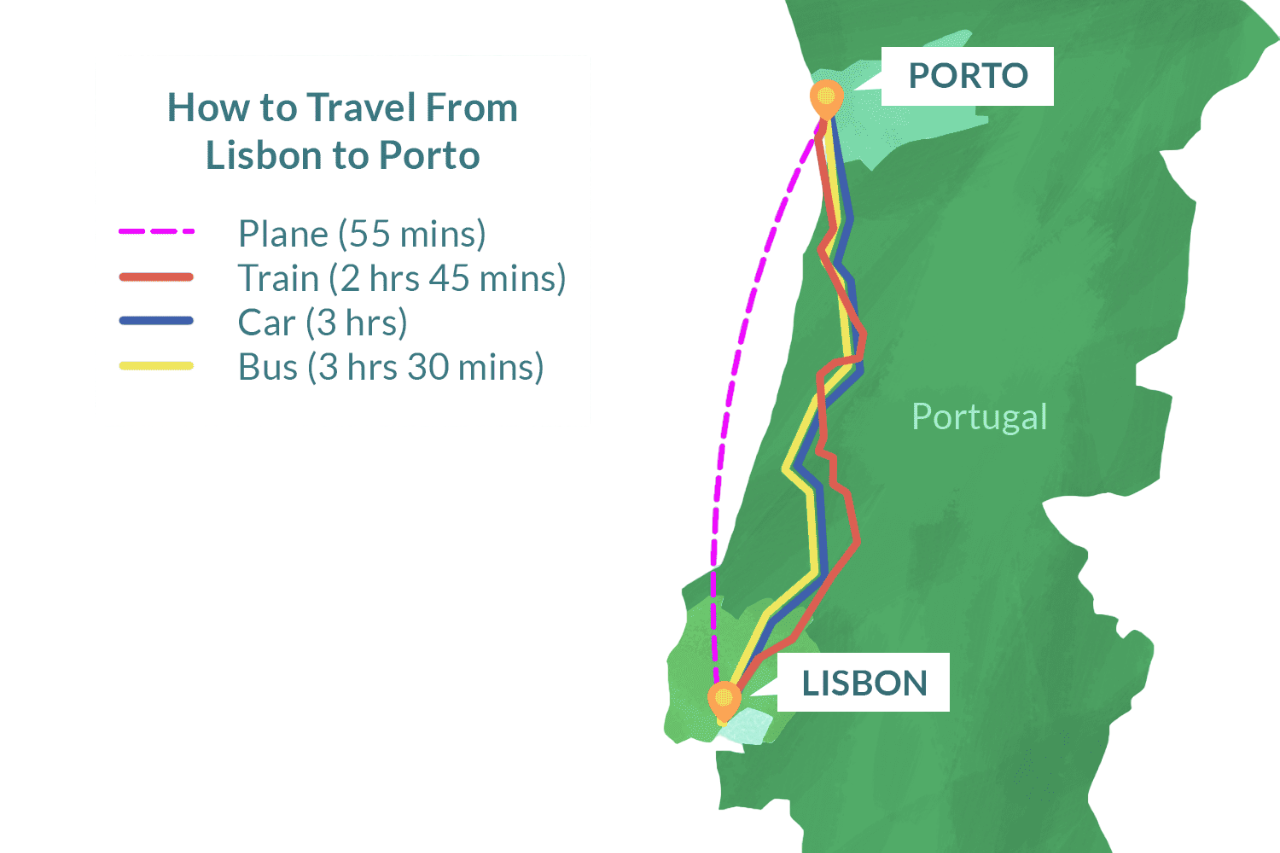 How to Travel From
Lisbon to Porto
Plane (55 mins)
Train (2 hrs 45 mins)
Car (3 hrs)
Bus (3 hrs 30 mins)
PORTO
Portugal
LISBON